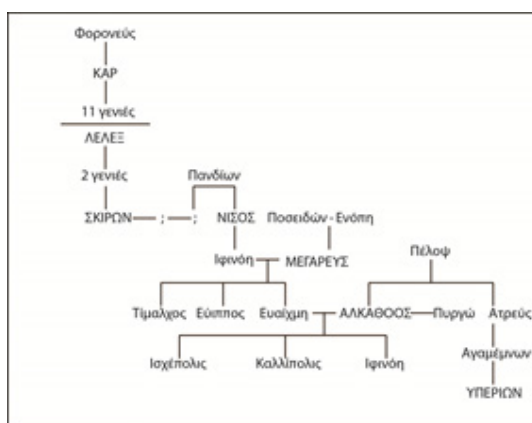 Φορονεύς
ΚΑΡ
11 γενιές
ΛΕΛΕΞ
2 γενιές
Πανδίων
ΣΚΙΡΩΝ ; ; ΝΙΣΟΣ Ποσειδών - Ενόπη
Πέλοψ
Ιφινόη ΜΕΓΑΡΕΥΣ
Τίμαλχος Εύιππος Ευαίχμη ΑΛΚΑΘΟΟΣ Πυργώ Ατρεύς
Ισχέπολις Καλλίπολις Ιφινόη
Αγαμέμνων
ΥΠΕΡΙΩΝ